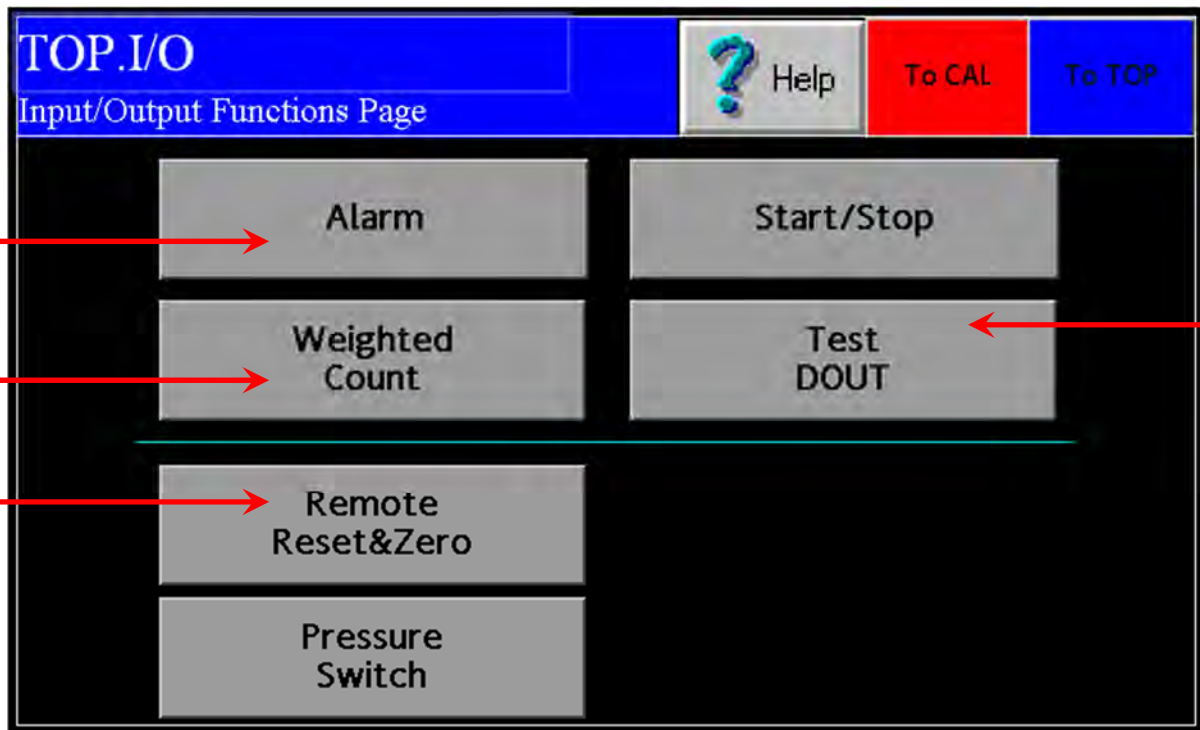 TOP.I/O
Input/Output Functions Page
Help
To CAL
To TOP
Alarm
Start/Stop
Weighted
Count
Test
DOUT
Remote
Reset&Zero
Pressure
Switch